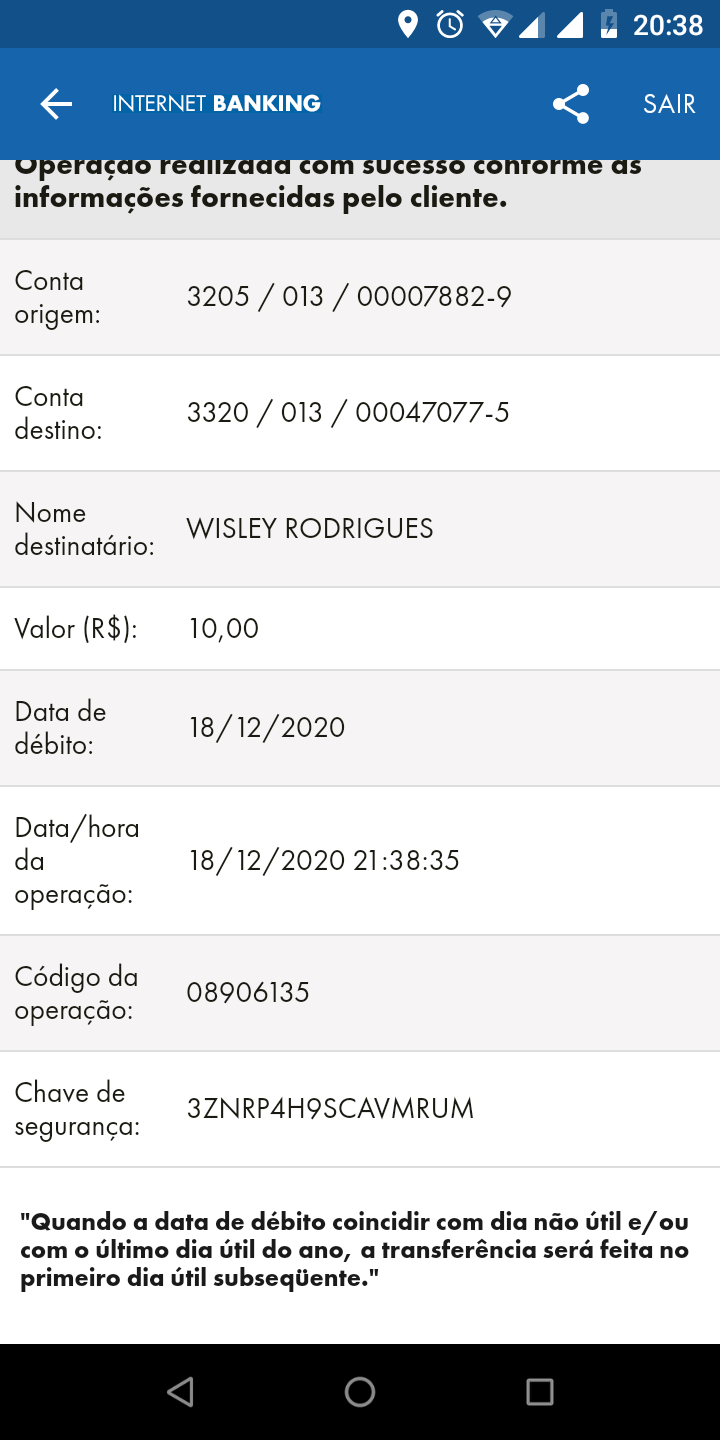 20:38
INTERNET BANKING
SAIR
Operação realizada com sucesso conforme as
informações fornecidas pelo cliente.
Conta
origem:
3205 / 013 / 00007882-9
Conta
destino:
3320 / 013 / 00047077-5
Nome
destinatário:
WISLEY RODRIGUES
Valor (R$):
10,00
Data de
débito:
18/12/2020
Data/hora
da
operação:
18/12/2020 21:38:35
Código da
operação:
08906135
Chave de
segurança:
3ZNRP4H9SCAVMRUM
"Quando a data de débito coincidir com dia não útil e/ou
com o último dia útil do ano, a transferência será feita no
primeiro dia útil subseqüente."